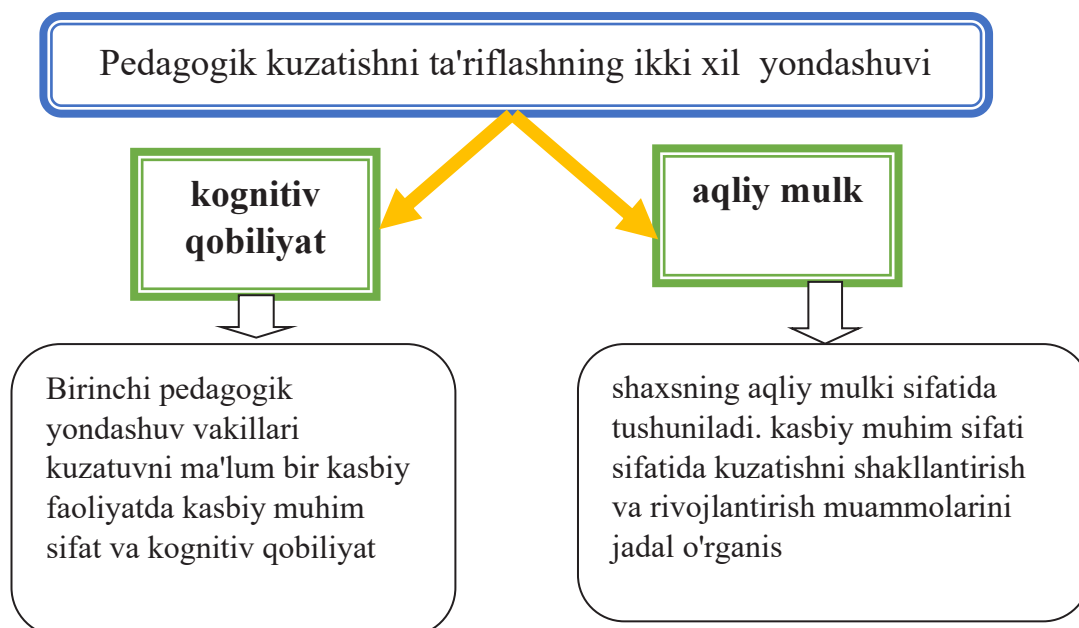 Pedagogik kuzatishni ta'riflashning ikki xil yondashuvi
kognitiv
qobiliyat
aqliy mulk
Birinchi pedagogik
yondashuv vakillari
kuzatuvni ma'lum bir kasbiy
faoliyatda kasbiy muhim
sifat va kognitiv qobiliyat
shaxsning aqliy mulki sifatida
tushuniladi. kasbiy muhim sifati
sifatida kuzatishni shakllantirish
va rivojlantirish muammolarini
jadal o'rganis